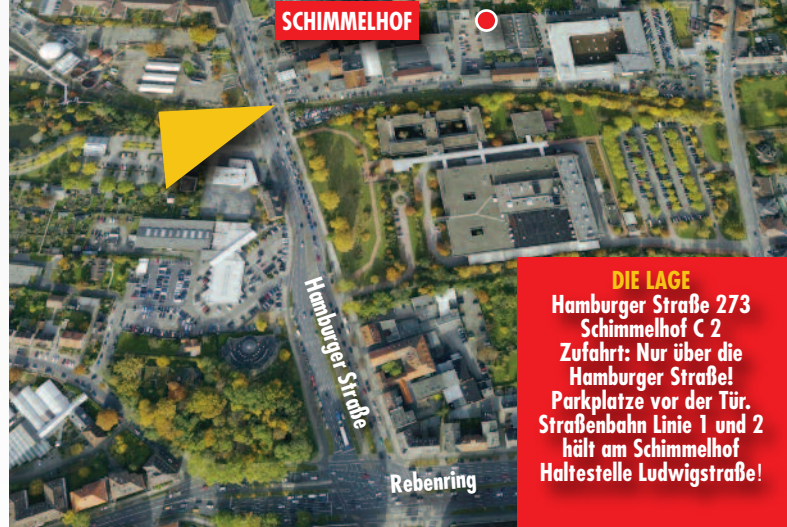 SCHIMMELHOF
Hamburger Straße
Rebenring
DIE LAGE
Hamburger Straße 273
Schimmelhof C 2
Zufahrt: Nur über die
Hamburger Straße!
Parkplatze vor der Tür.
Straßenbahn Linie 1 und 2
hält am Schimmelhof
Haltestelle Ludwigstraße!